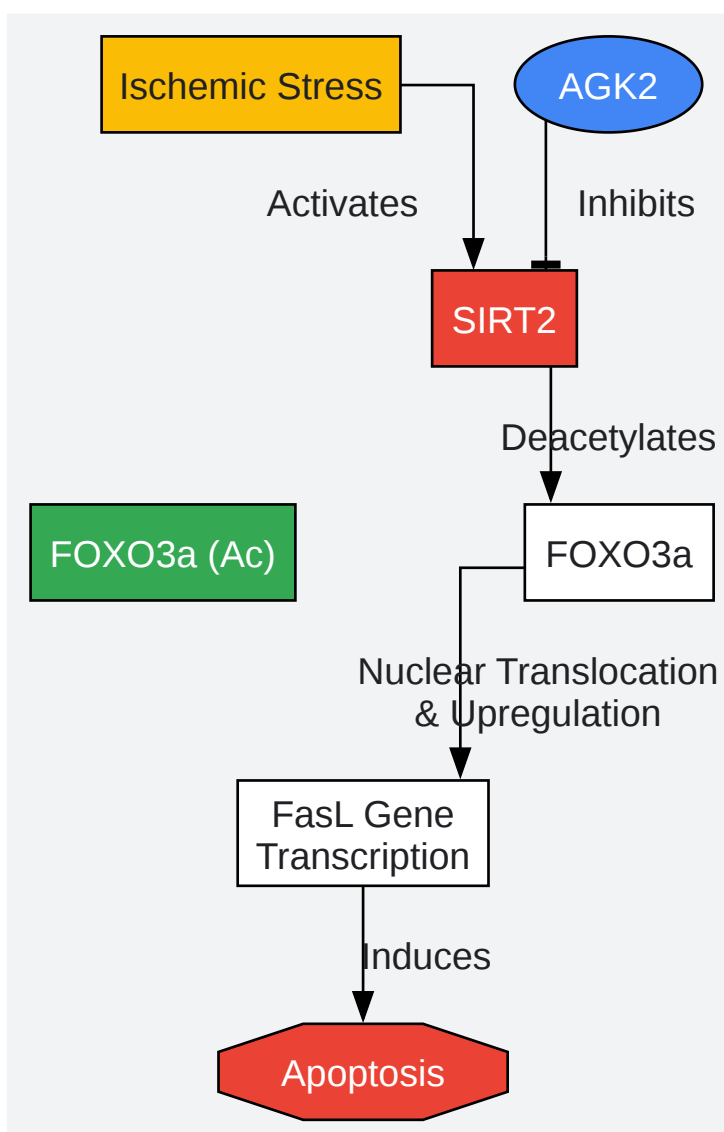 Ischemic Stress
AGK2
Activates
Inhibits
SIRT2
Deacetylates
FOXO3a (Ac)
FOXO3a
Nuclear Translocation
& Upregulation
FasL Gene
Transcription
Induces
Apoptosis